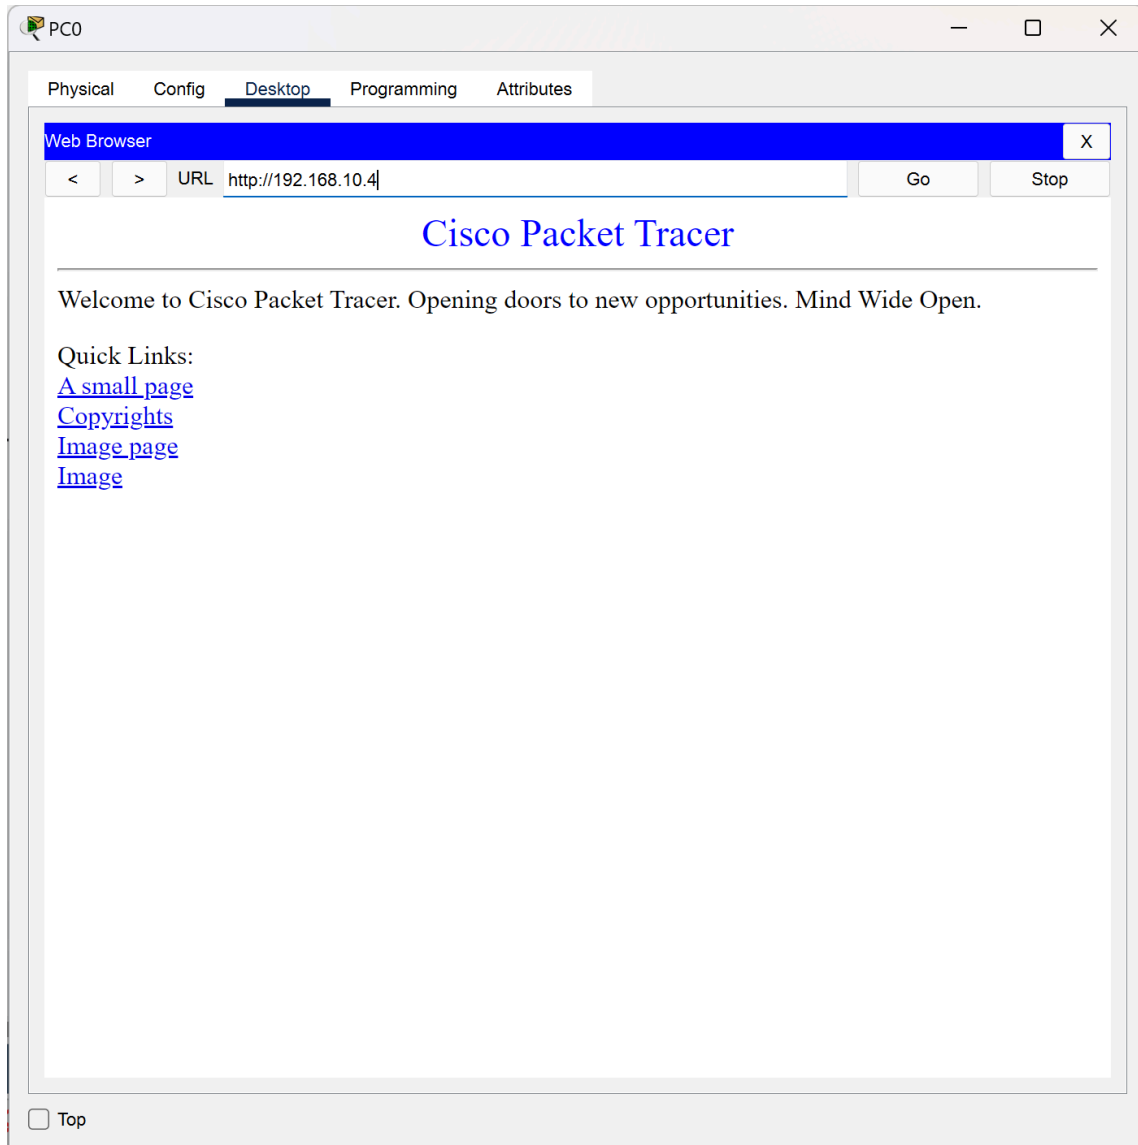 PC0
Physical Config Desktop Programming Attributes
Web Browser X
< > URL http://192.168.10.4 Go Stop
Cisco Packet Tracer
Welcome to Cisco Packet Tracer. Opening doors to new opportunities. Mind Wide Open.
Quick Links:
A small page
Copyrights
Image page
Image
Top